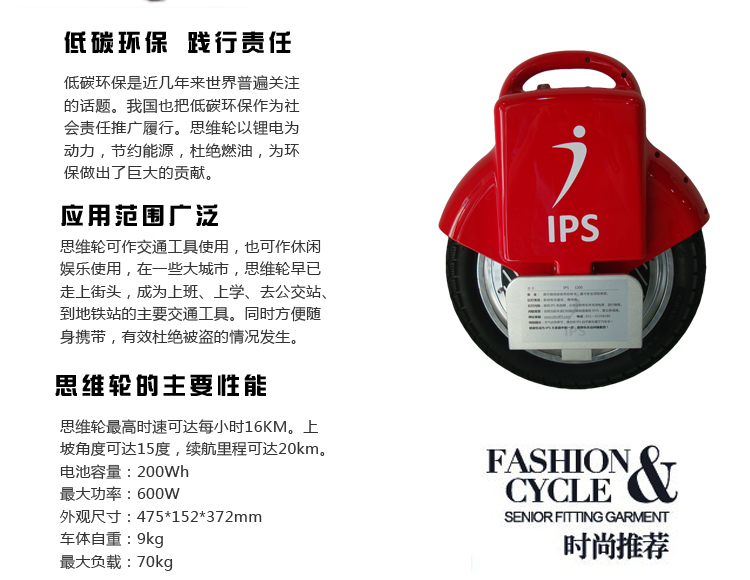 低碳环保 践行责任
低碳环保是近几年来世界普遍关注
的话题。我国也把低碳环保作为社
会责任推广履行。思维轮以锂电为
动力，节约能源，杜绝燃油，为环
保做出了巨大的贡献。
应用范围广泛
思维轮可作交通工具使用，也可作休闲
娱乐使用，在一些大城市，思维轮早已
走上街头，成为上班、上学、去公交站、
到地铁站的主要交通工具。同时方便随
身携带，有效杜绝被盗的情况发生。
思维轮的主要性能
思维轮最高时速可达每小时16KM。上
坡角度可达15度，续航里程可达20km。
电池容量：200Wh
最大功率：600W
外观尺寸：475*152*372mm
车体自重：9kg
最大负载：70kg
IPS
IPS
FASHION &
CYCLE
SENIOR FITTING GARMENT
时尚推荐